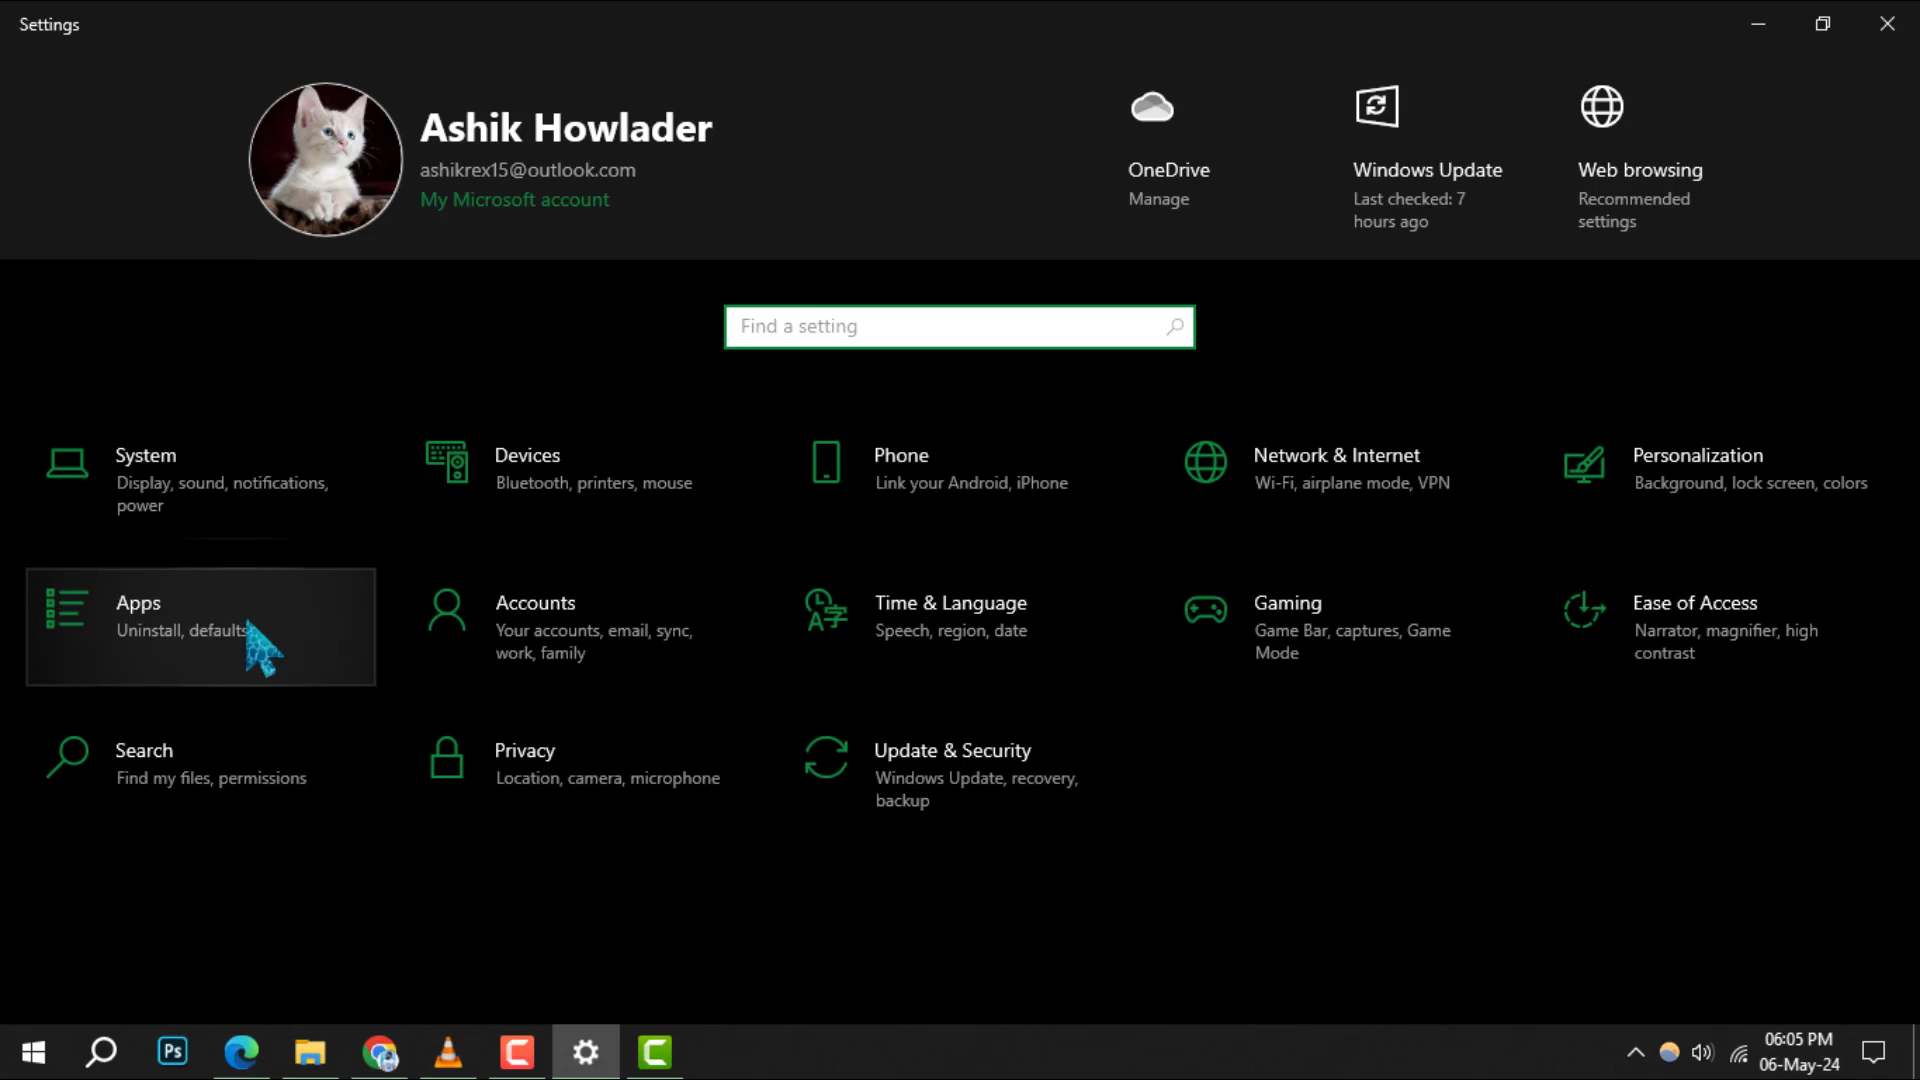 Settings
Ashik Howlader
ashikrex15@outlook.com
My Microsoft account
OneDrive
Manage
Windows Update
Last checked: 7
hours ago
Web browsing
Recommended
settings
Find a setting
System
Display, sound, notifications,
power
Devices
Bluetooth, printers, mouse
Phone
Link your Android, iPhone
Network & Internet
Wi-Fi, airplane mode, VPN
Personalization
Background, lock screen, colors
Apps
Uninstall, defaults
Accounts
Your accounts, email, sync,
work, family
Time & Language
Speech, region, date
Gaming
Game Bar, captures, Game
Mode
Ease of Access
Narrator, magnifier, high
contrast
Search
Find my files, permissions
Privacy
Location, camera, microphone
Update & Security
Windows Update, recovery,
backup
Ps
06:05 PM
06-May-24